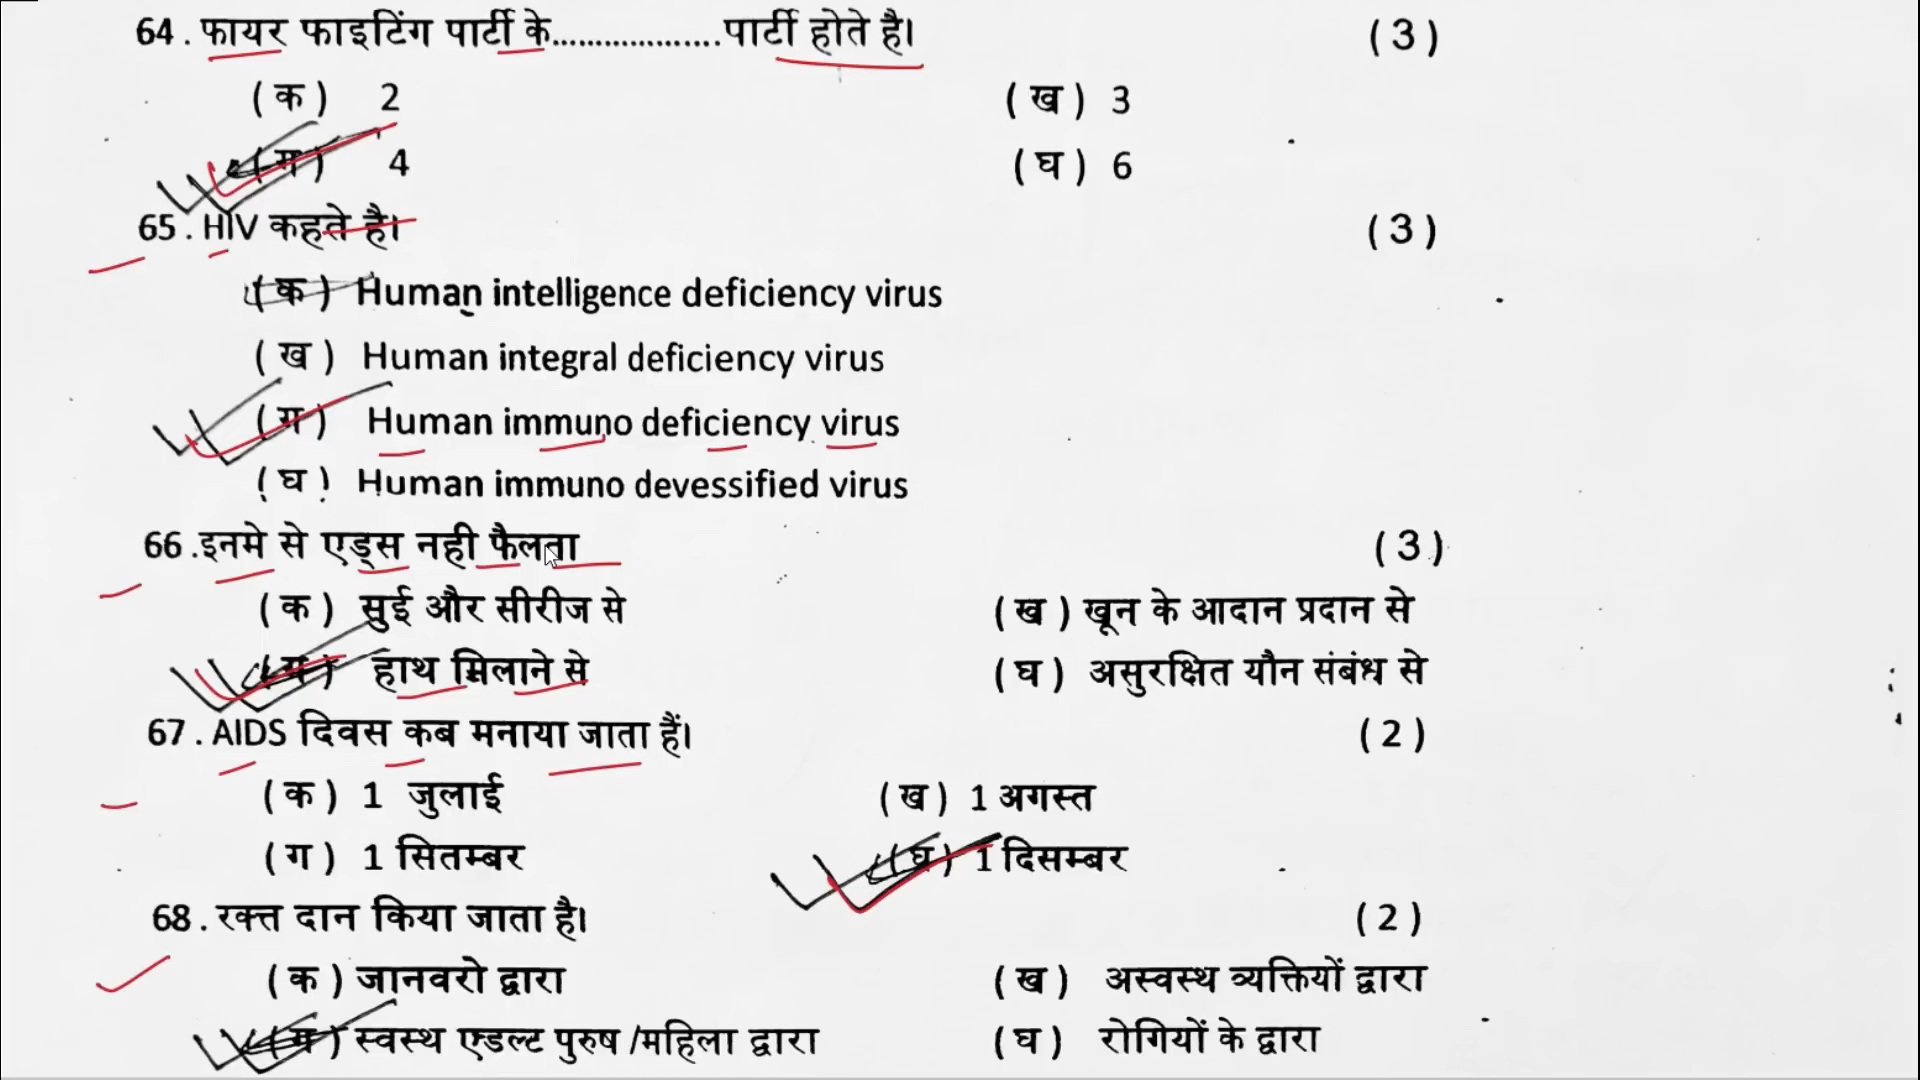 64. फायर फाइटिंग पार्टी के...................पार्टी होते है। (3)
(क) 2 (ख) 3
(ग) 4 (घ) 6
65. HIV कहते है। (3)
(क) Human intelligence deficiency virus
(ख) Human integral deficiency virus
(ग) Human immuno deficiency virus
(घ) Human immuno devessified virus
66.इनमे से एड्स नही फैलता (3)
(क) सुई और सीरीज से (ख) खून के आदान प्रदान से
(ग) हाथ मिलाने से (घ) असुरक्षित यौन संबंध से
67. AIDS दिवस कब मनाया जाता हैं। (2)
(क) 1 जुलाई (ख) 1 अगस्त
(ग) 1 सितम्बर (घ) 1 दिसम्बर
68. रक्त दान किया जाता है। (2)
(क) जानवरो द्वारा (ख) अस्वस्थ व्यक्तियों द्वारा
(ग) स्वस्थ एडल्ट पुरुष /महिला द्वारा (घ) रोगियों के द्वारा